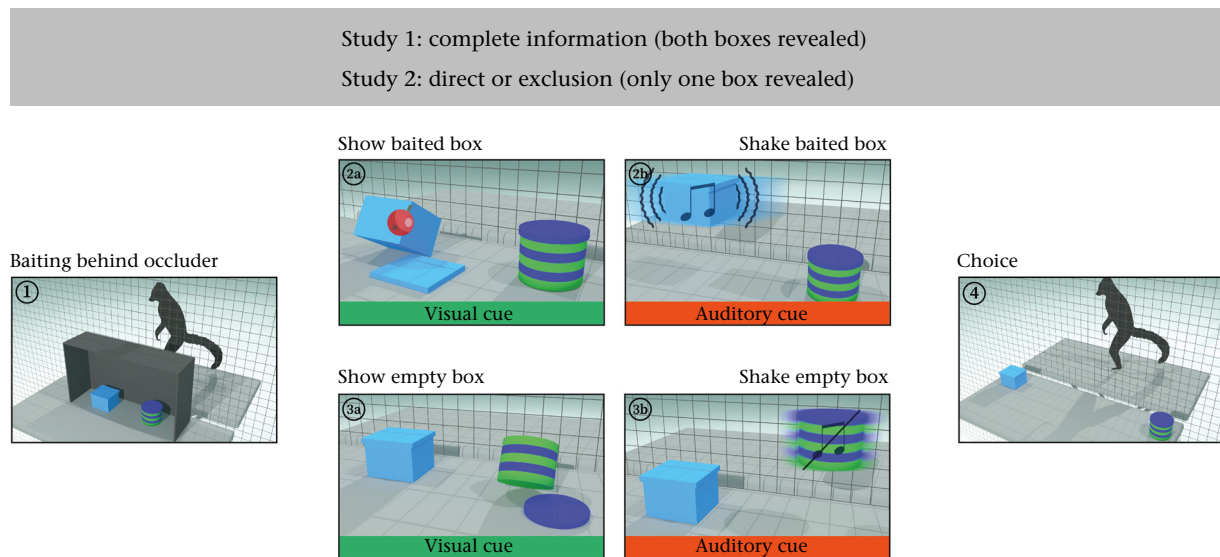 Study 1: complete information (both boxes revealed)
Study 2: direct or exclusion (only one box revealed)
Baiting behind occluder
1
Show baited box
2a
Visual cue
Shake baited box
2b
Auditory cue
Show empty box
3a
Visual cue
Shake empty box
3b
Auditory cue
Choice
4